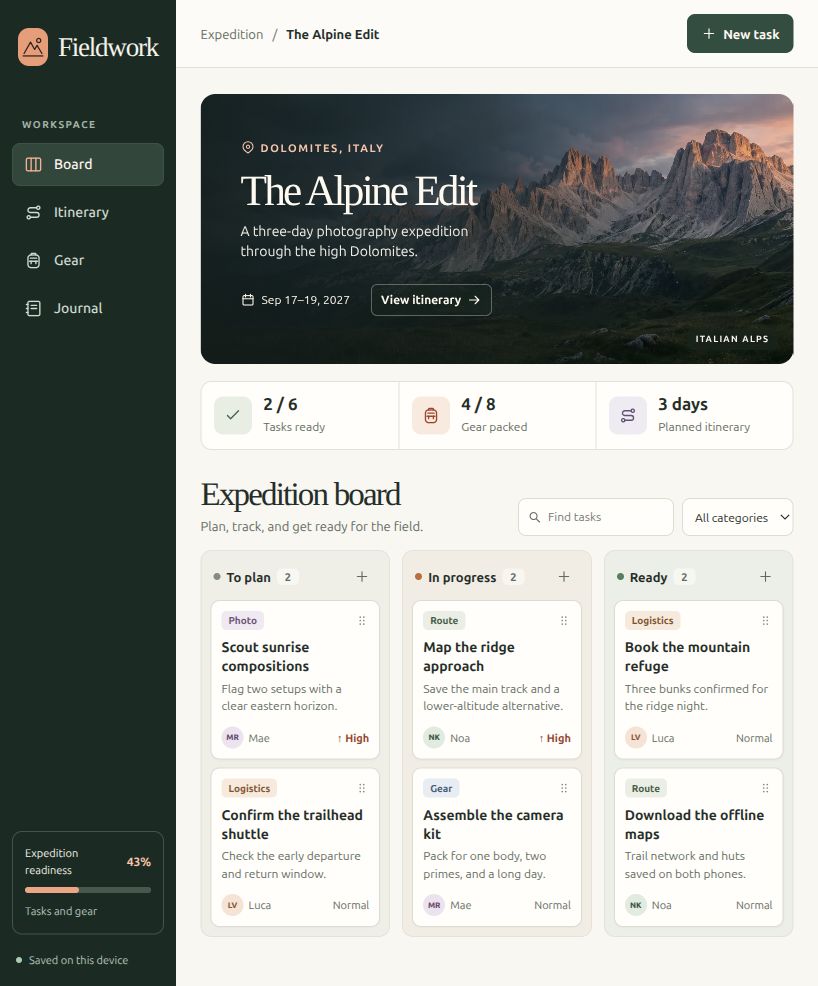 Fieldwork
WORKSPACE
Board
Itinerary
Gear
Journal
Expedition
readiness
43%
Tasks and gear
Saved on this device
Expedition / The Alpine Edit
New task
DOLOMITES, ITALY
The Alpine Edit
A three-day photography expedition
through the high Dolomites.
Sep 17–19, 2027
View itinerary →
ITALIAN ALPS
2 / 6
Tasks ready
4 / 8
Gear packed
3 days
Planned itinerary
Expedition board
Plan, track, and get ready for the field.
Find tasks
All categories
To plan 2
Photo
Scout sunrise
compositions
Flag two setups with a
clear eastern horizon.
MR Mae ↑ High
Logistics
Confirm the trailhead
shuttle
Check the early departure
and return window.
LV Luca Normal
In progress 2
Route
Map the ridge
approach
Save the main track and a
lower-altitude alternative.
NK Noa ↑ High
Gear
Assemble the camera
kit
Pack for one body, two
primes, and a long day.
MR Mae Normal
Ready 2
Logistics
Book the mountain
refuge
Three bunks confirmed for
the ridge night.
LV Luca Normal
Route
Download the offline
maps
Trail network and huts
saved on both phones.
NK Noa Normal